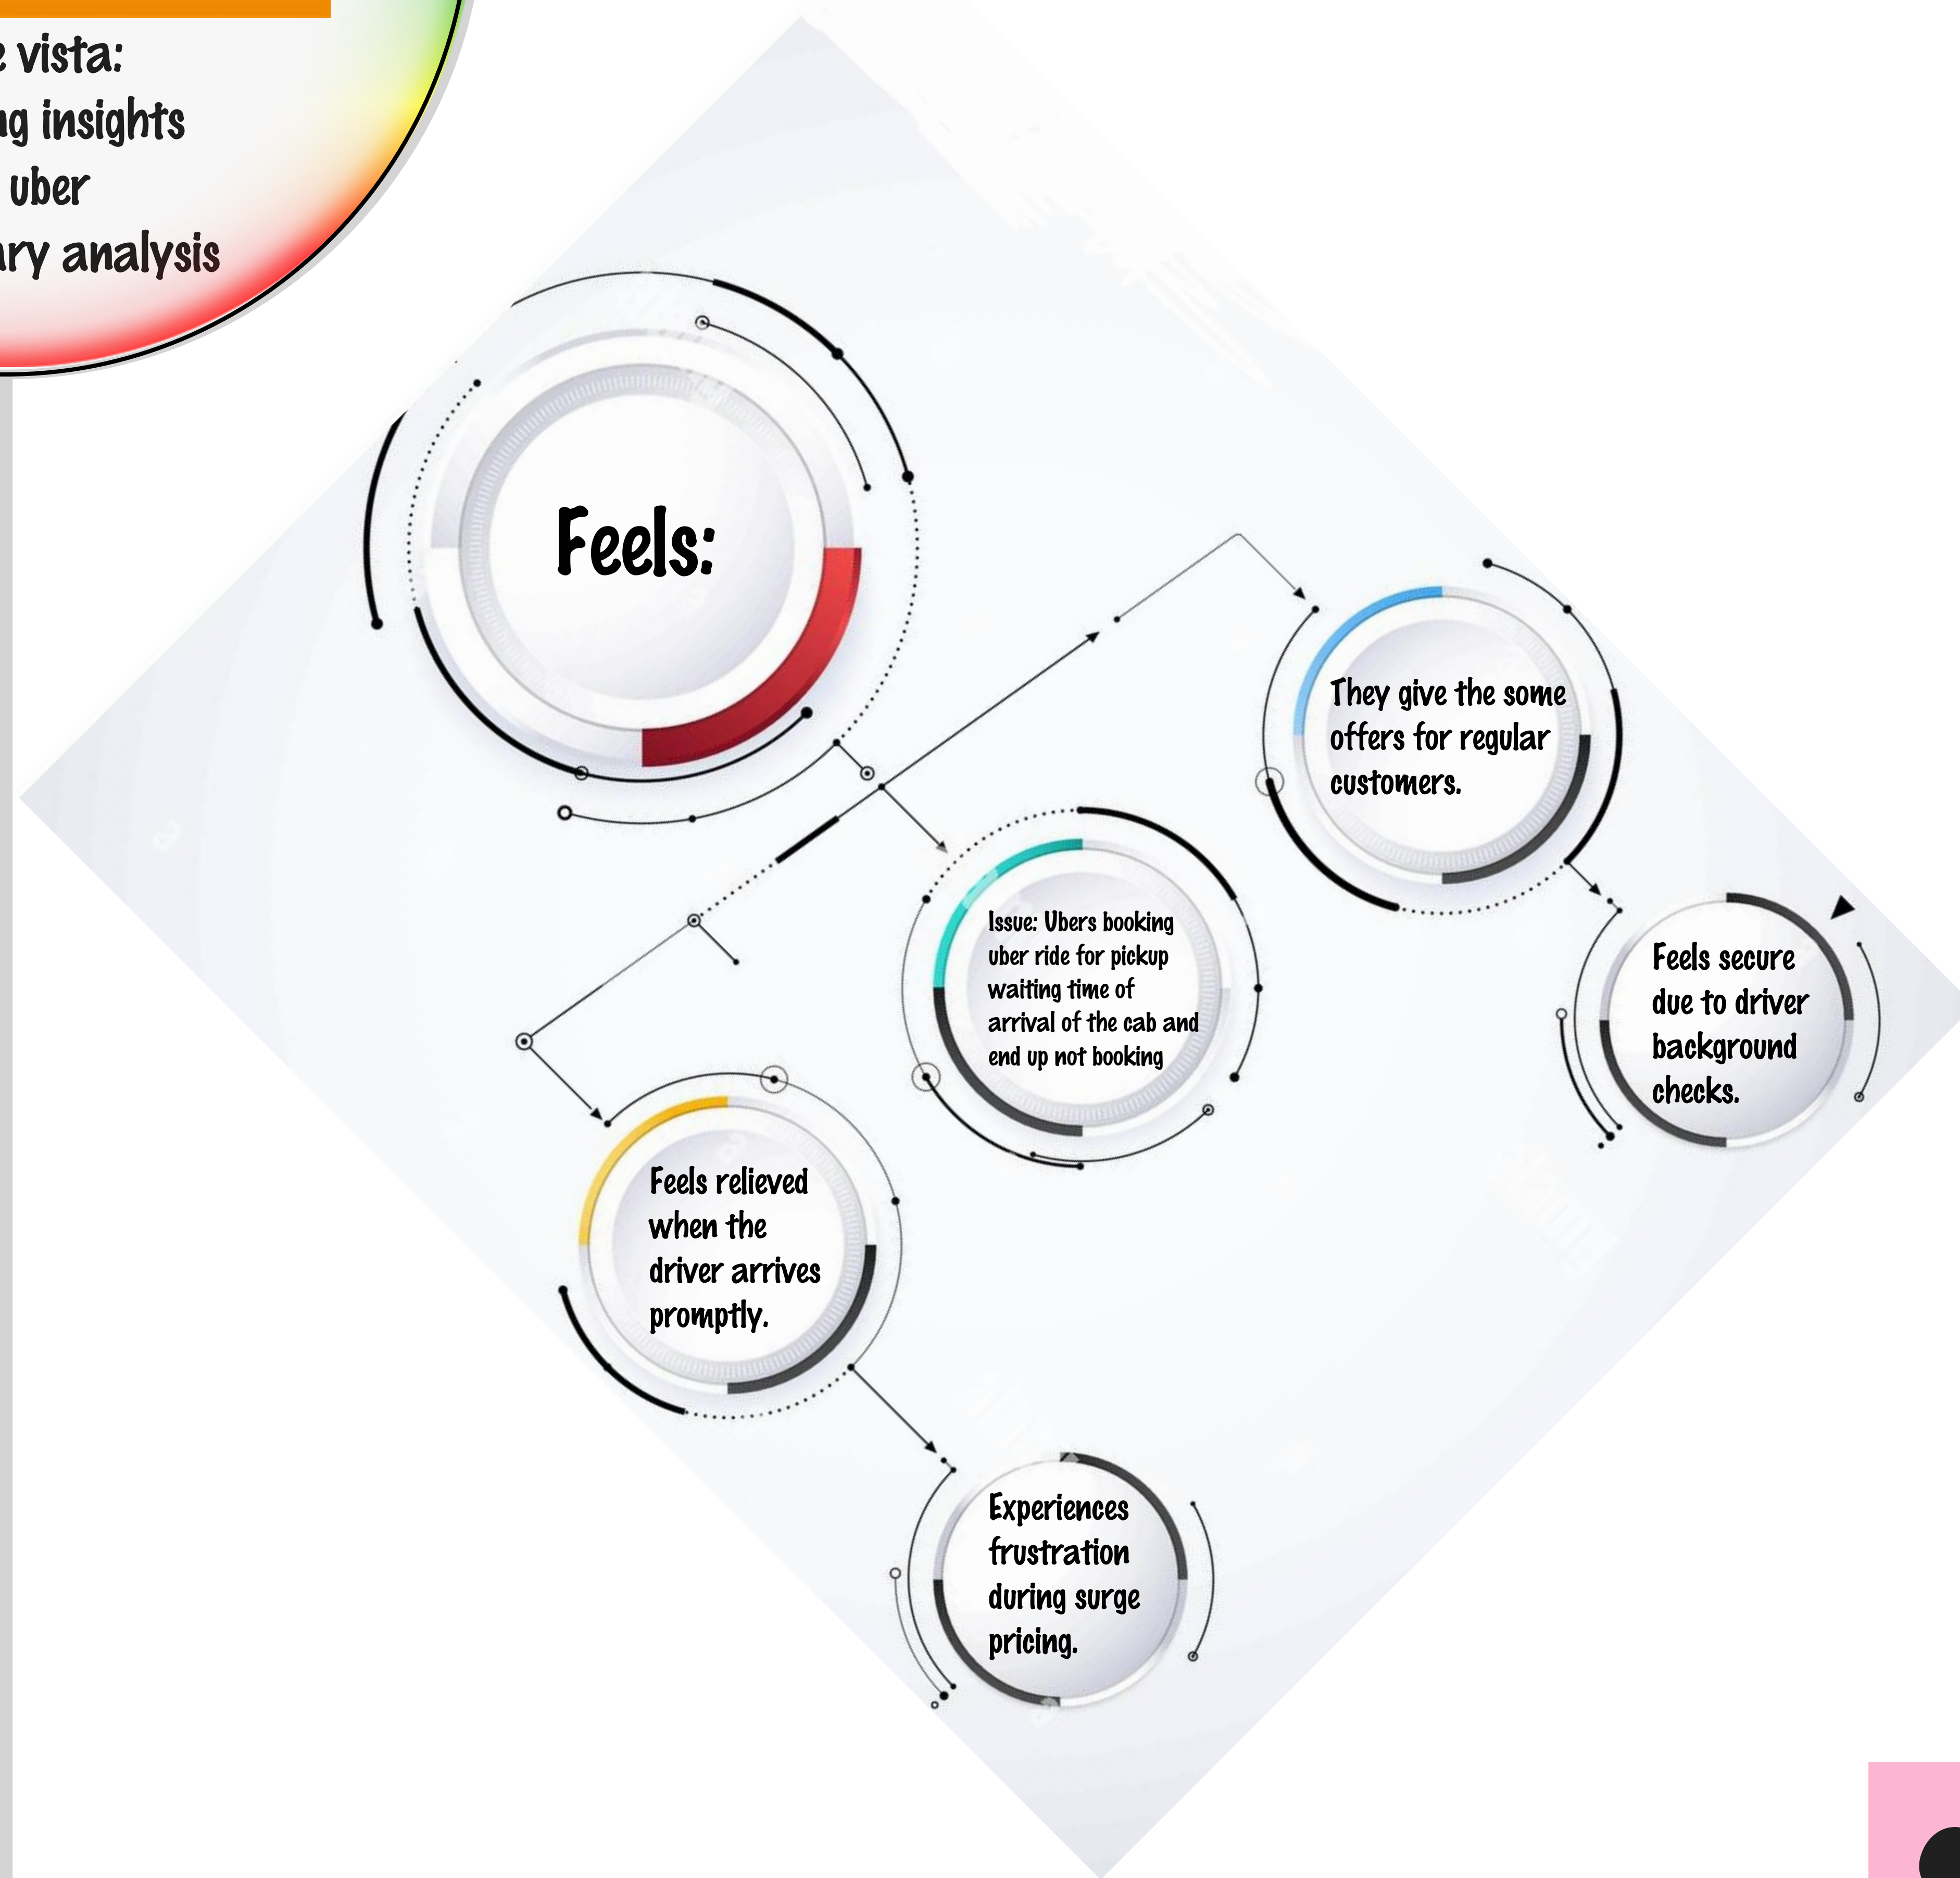 vista:
insights
uber
analysis
Feels:
They give the some
offers for regular
customers.
Issue: Ubers booking
uber ride for pickup
waiting time of
arrival of the cab and
end up not booking
Feels secure
due to driver
background
checks.
Feels relieved
when the
driver arrives
promptly.
Experiences
frustration
during surge
pricing.